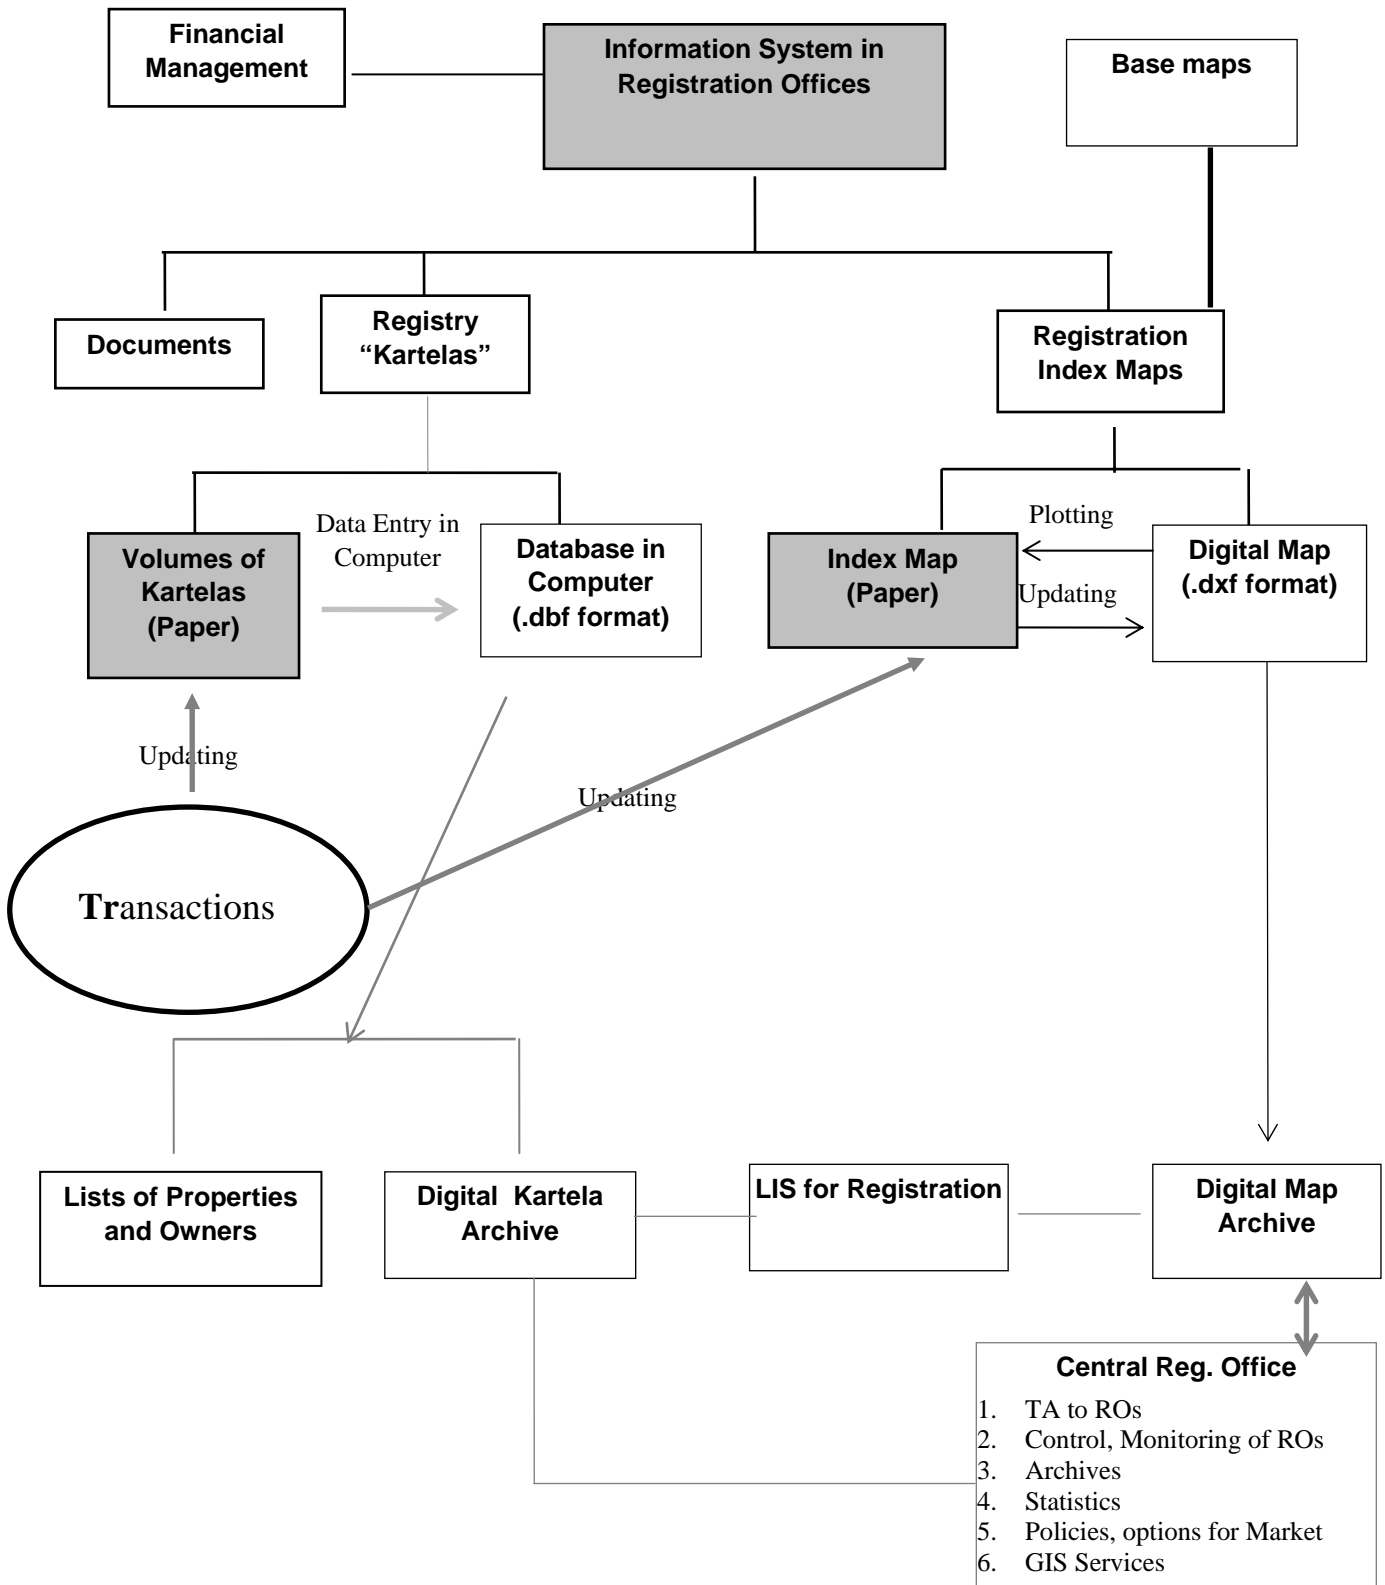 Financial
Management
Information System in
Registration Offices
Base maps
Documents
Registry
“Kartelas”
Registration
Index Maps
Volumes of
Kartelas
(Paper)
Data Entry in
Computer
Database in
Computer
(.dbf format)
Index Map
(Paper)
Plotting
Updating
Digital Map
(.dxf format)
Updating
Updating
Transactions
Lists of Properties
and Owners
Digital Kartela
Archive
LIS for Registration
Digital Map
Archive
Central Reg. Office
1. TA to ROs
2. Control, Monitoring of ROs
3. Archives
4. Statistics
5. Policies, options for Market
6. GIS Services